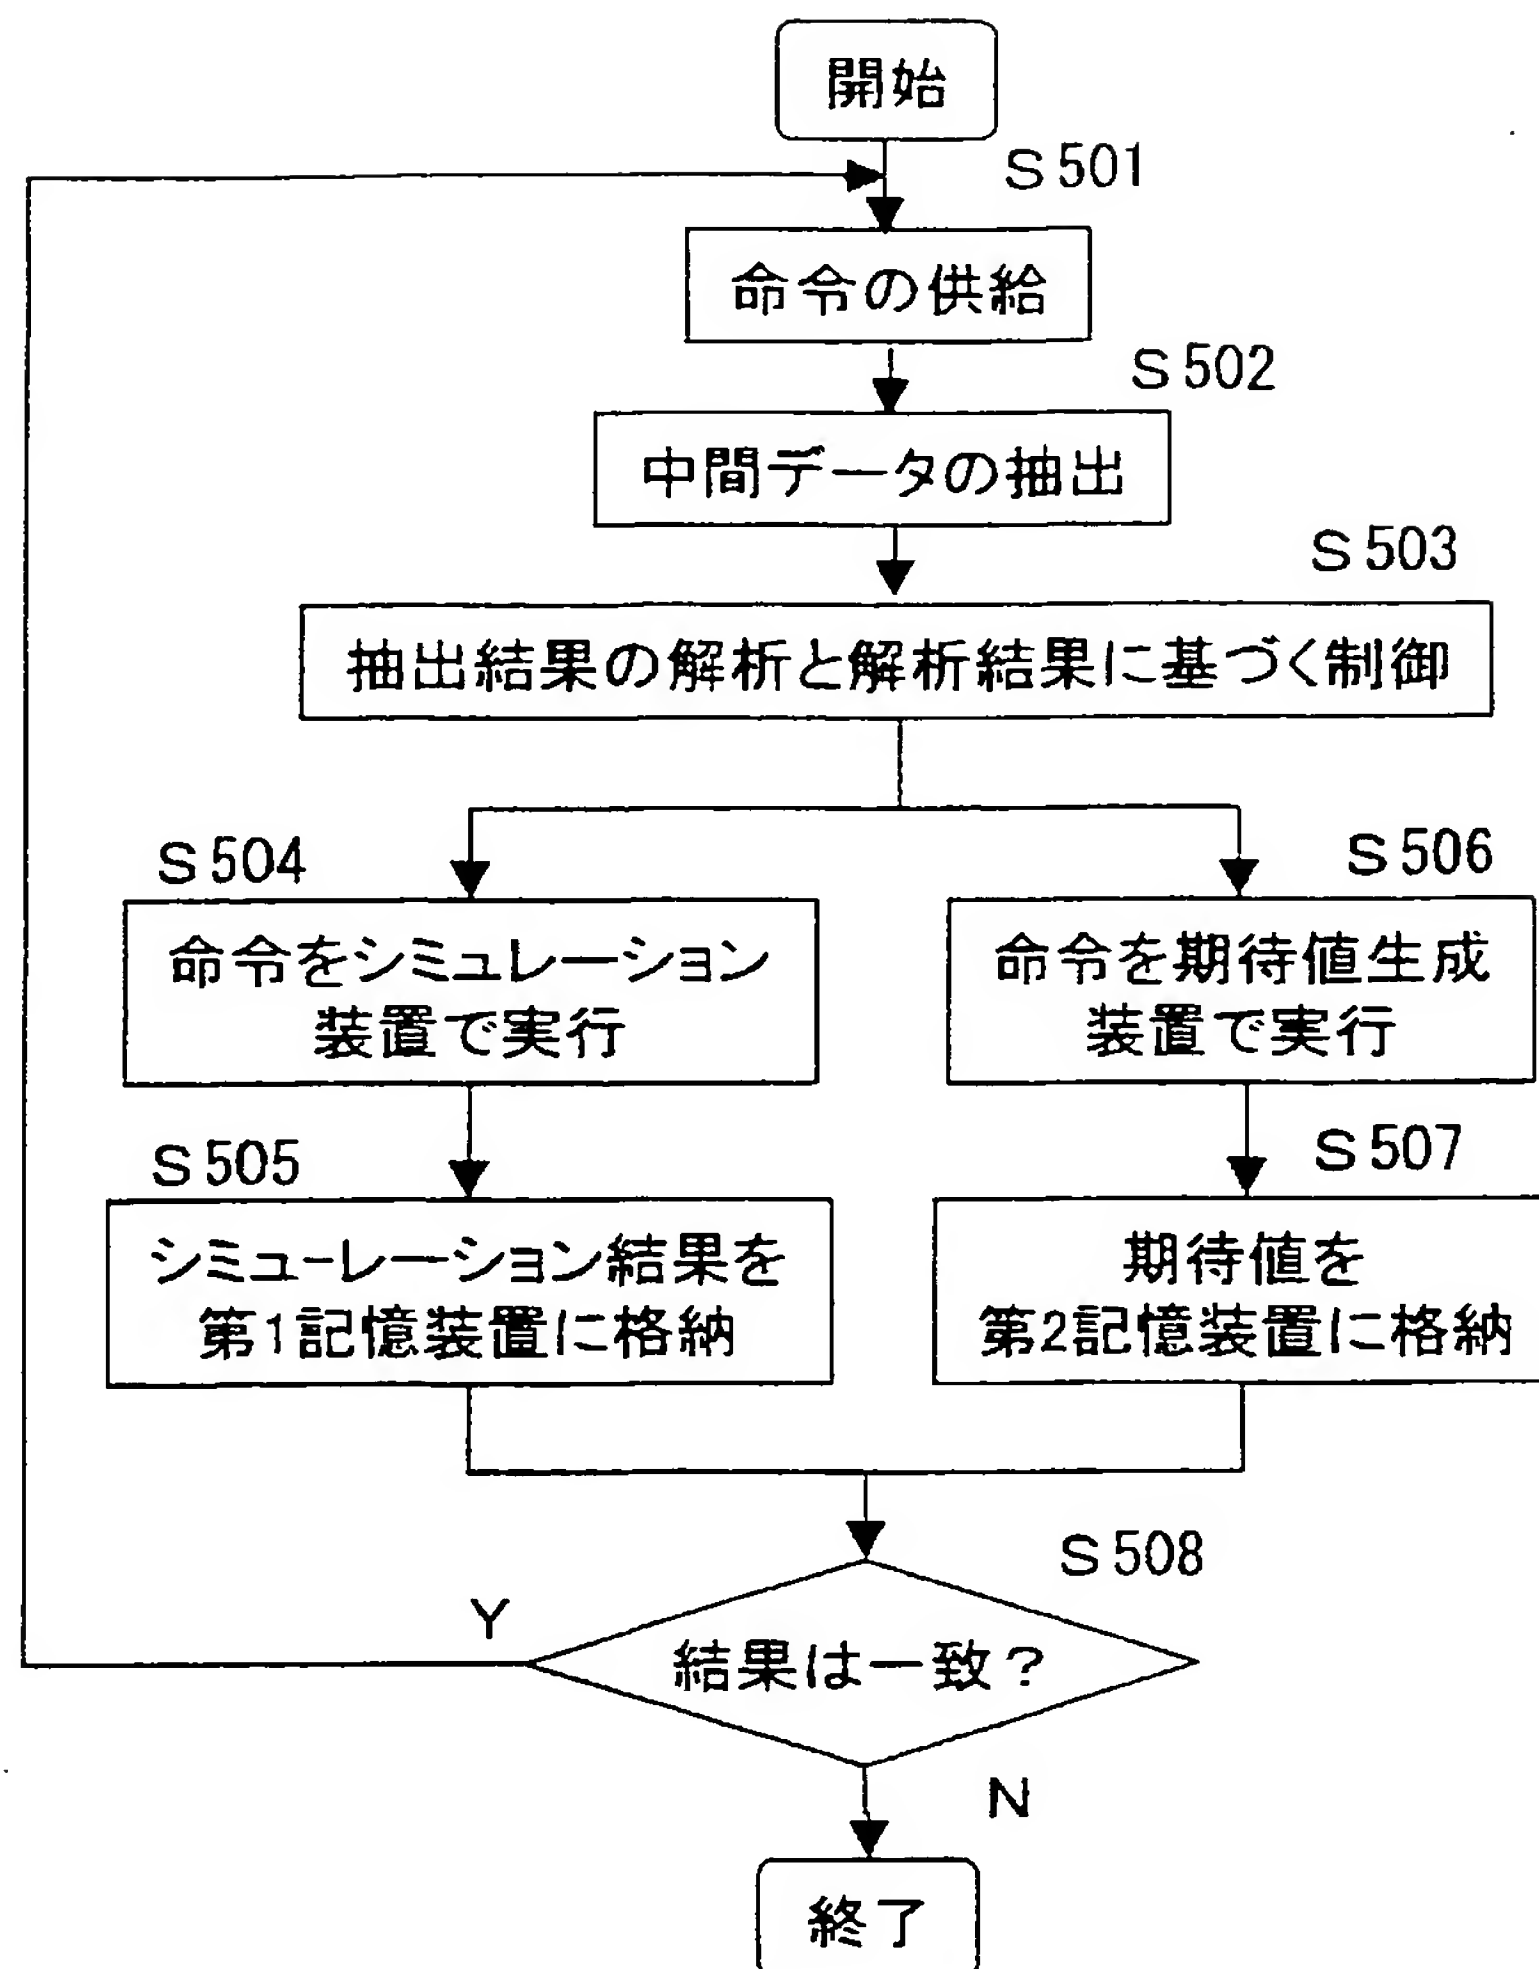 開始
S501
命令の供給
S502
中間データの抽出
S503
抽出結果の解析と解析結果に基づく制御
S504
命令をシミュレーション
装置で実行
S506
命令を期待値生成
装置で実行
S505
シミュ-レーション結果を
第1記憶装置に格納
S507
期待値を
第2記憶装置に格納
S508
Y
結果は一致?
N
終了